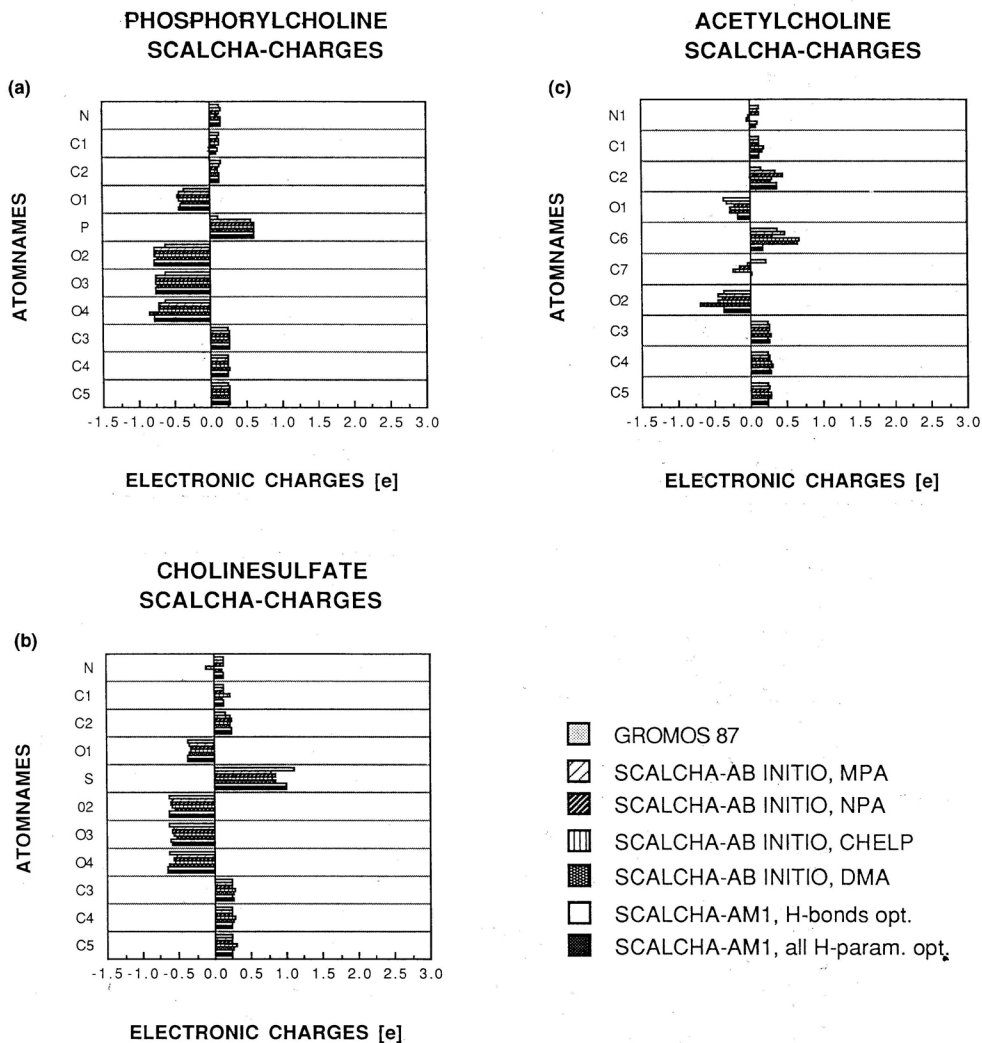 PHOSPHORYLCHOLINE
SCALCHA-CHARGES
(a)
ATOMNAMES
N
C1
C2
O1
P
O2
O3
O4
C3
C4
C5
-1.5 -1.0 -0.5 0.0 0.5 1.0 1.5 2.0 2.5 3.0
ELECTRONIC CHARGES [e]
ACETYLCHOLINE
SCALCHA-CHARGES
(c)
ATOMNAMES
N1
C1
C2
O1
C6
C7
O2
C3
C4
C5
-1.5 -1.0 -0.5 0.0 0.5 1.0 1.5 2.0 2.5 3.0
ELECTRONIC CHARGES [e]
CHOLINESULFATE
SCALCHA-CHARGES
(b)
ATOMNAMES
N
C1
C2
O1
S
02
O3
O4
C3
C4
C5
-1.5 -1.0 -0.5 0.0 0.5 1.0 1.5 2.0 2.5 3.0
ELECTRONIC CHARGES [e]
GROMOS 87
SCALCHA-AB INITIO, MPA
SCALCHA-AB INITIO, NPA
SCALCHA-AB INITIO, CHELP
SCALCHA-AB INITIO, DMA
SCALCHA-AM1, H-bonds opt.
SCALCHA-AM1, all H-param. opt.